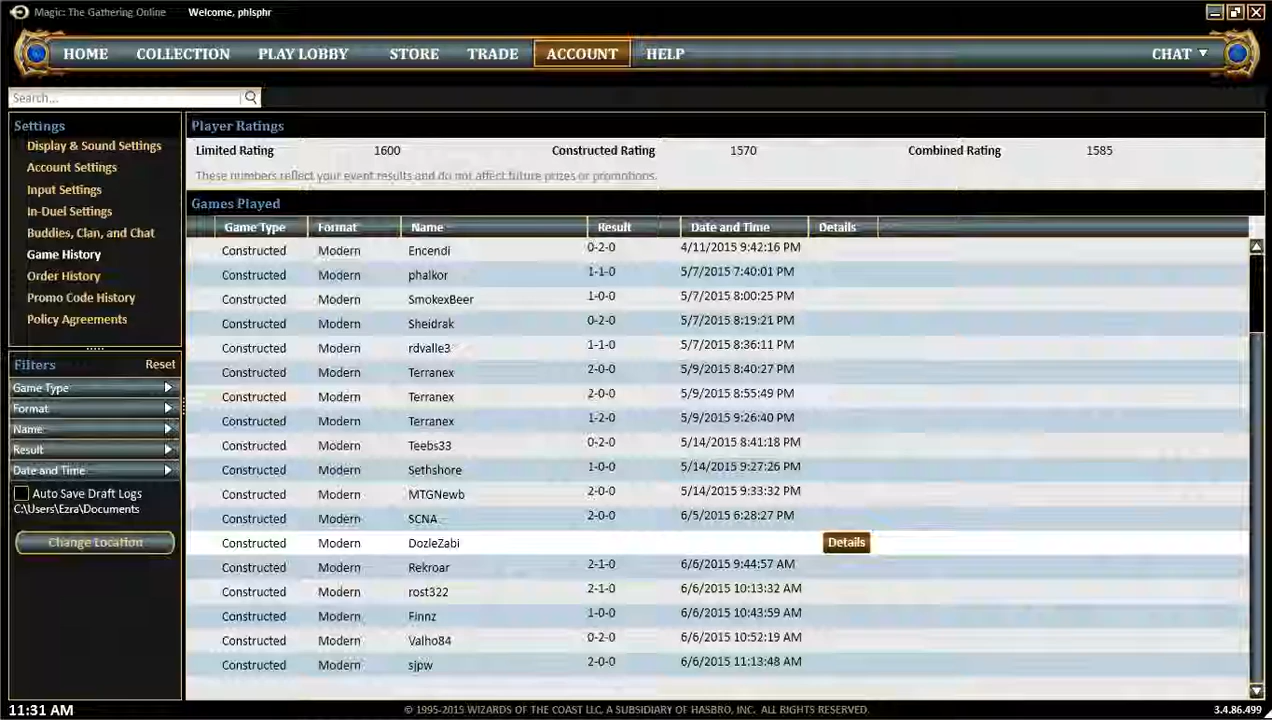 Magic: The Gathering Online Welcome, phlsphr
HOME COLLECTION PLAY LOBBY STORE TRADE ACCOUNT HELP CHAT
Search...
Settings
Display & Sound Settings
Account Settings
Input Settings
In-Duel Settings
Buddies, Clan, and Chat
Game History
Order History
Promo Code History
Policy Agreements
Filters Reset
Game Type
Format
Name
Result
Date and Time
Auto Save Draft Logs
C:\Users\Ezra\Documents
Change Location
Player Ratings
Limited Rating 1600 Constructed Rating 1570 Combined Rating 1585
These numbers reflect your event results and do not affect future prizes or promotions.
Games Played
Game Type Format Name Result Date and Time Details
Constructed Modern Encendi 0-2-0 4/11/2015 9:42:16 PM
Constructed Modern phalkor 1-1-0 5/7/2015 7:40:01 PM
Constructed Modern SmokexBeer 1-0-0 5/7/2015 8:00:25 PM
Constructed Modern Sheidrak 0-2-0 5/7/2015 8:19:21 PM
Constructed Modern rdvalle3 1-1-0 5/7/2015 8:36:11 PM
Constructed Modern Terranex 2-0-0 5/9/2015 8:40:27 PM
Constructed Modern Terranex 2-0-0 5/9/2015 8:55:49 PM
Constructed Modern Terranex 1-2-0 5/9/2015 9:26:40 PM
Constructed Modern Teebs33 0-2-0 5/14/2015 8:41:18 PM
Constructed Modern Sethshore 1-0-0 5/14/2015 9:27:26 PM
Constructed Modern MTGNewb 2-0-0 5/14/2015 9:33:32 PM
Constructed Modern SCNA 2-0-0 6/5/2015 6:28:27 PM
Constructed Modern DozleZabi Details
Constructed Modern Rekroar 2-1-0 6/6/2015 9:44:57 AM
Constructed Modern rost322 2-1-0 6/6/2015 10:13:32 AM
Constructed Modern Finnz 1-0-0 6/6/2015 10:43:59 AM
Constructed Modern Valho84 0-2-0 6/6/2015 10:52:19 AM
Constructed Modern sjpw 2-0-0 6/6/2015 11:13:48 AM
11:31 AM © 1995-2015 WIZARDS OF THE COAST LLC, A SUBSIDIARY OF HASBRO, INC. ALL RIGHTS RESERVED. 3.4.86.499